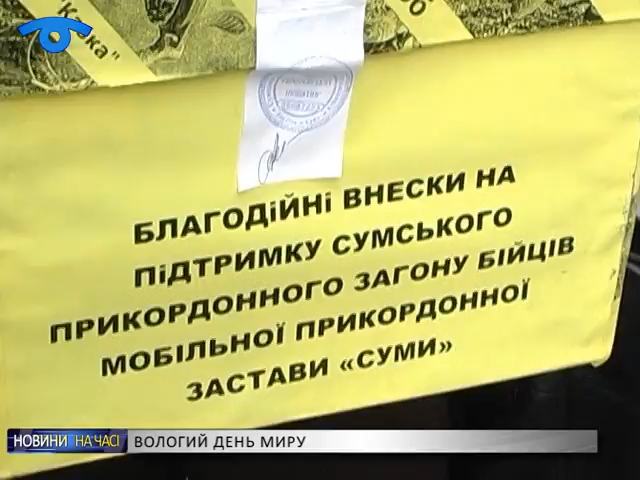 БЛАГОДіЙНі ВНЕСКИ НА
ПіДТРИМКУ СУМСЬКОГО
ПРИКОРДОННОГО ЗАГОНУ БІЙЦІВ
МОБІЛЬНОЇ ПРИКОРДОННОЇ
ЗАСТАВИ «СУМИ»
НОВИНИ НА ЧАСІ
ВОЛОГИЙ ДЕНЬ МИРУ